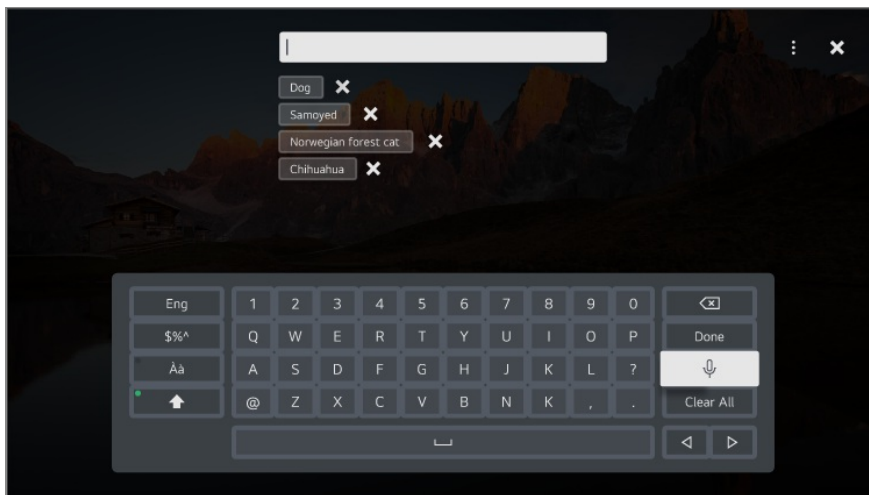 Dog
Samoyed
Norwegian forest cat
Chihuahua
Eng 1 2 3 4 5 6 7 8 9 0
$%^ Q W E R T Y U I O P Done
Àà A S D F G H J K L ?
@ Z X C V B N K , . Clear All